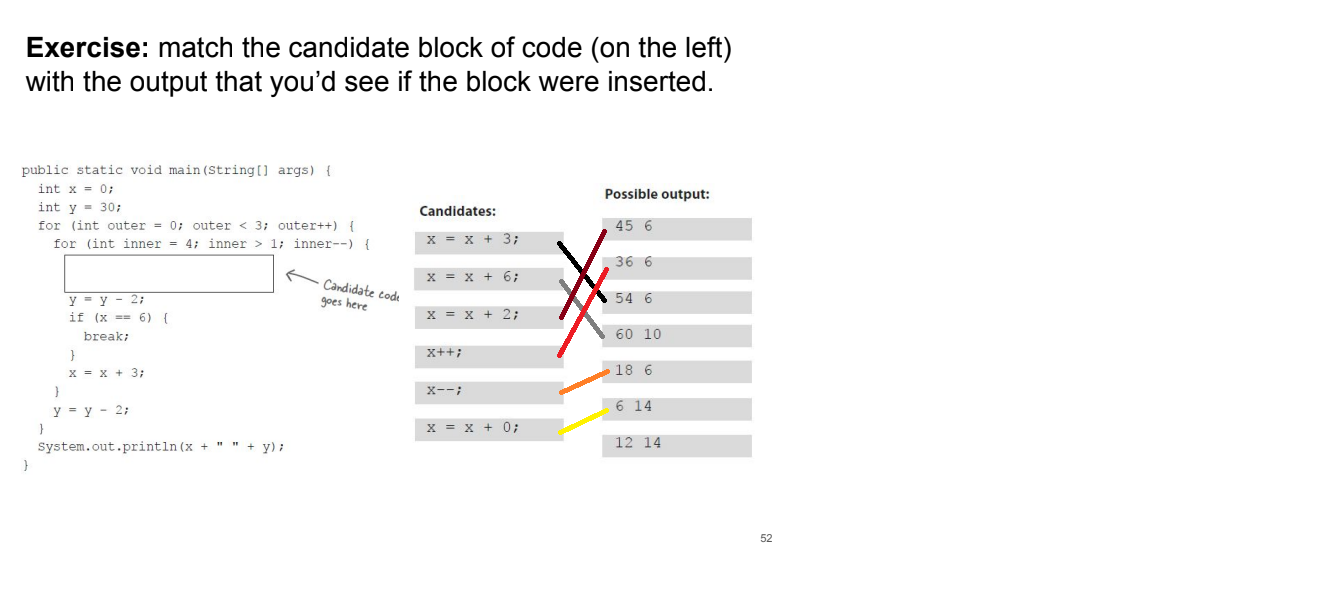 Exercise: match the candidate block of code (on the left)
with the output that you'd see if the block were inserted.
public static void main(String[] args) {
int x = 0;
int y = 30;
for (int outer = 0; outer < 3; outer++) {
for (int inner = 4; inner > 1; inner--) {
Candidate code
goes here
y = y - 2;
if (x == 6) {
break;
}
x = x + 3;
}
y = y - 2;
}
System.out.println(x + " " + y);
}
Candidates:
x = x + 3;
x = x + 6;
x = x + 2;
x++;
x--;
x = x + 0;
Possible output:
45 6
36 6
54 6
60 10
18 6
6 14
12 14
52